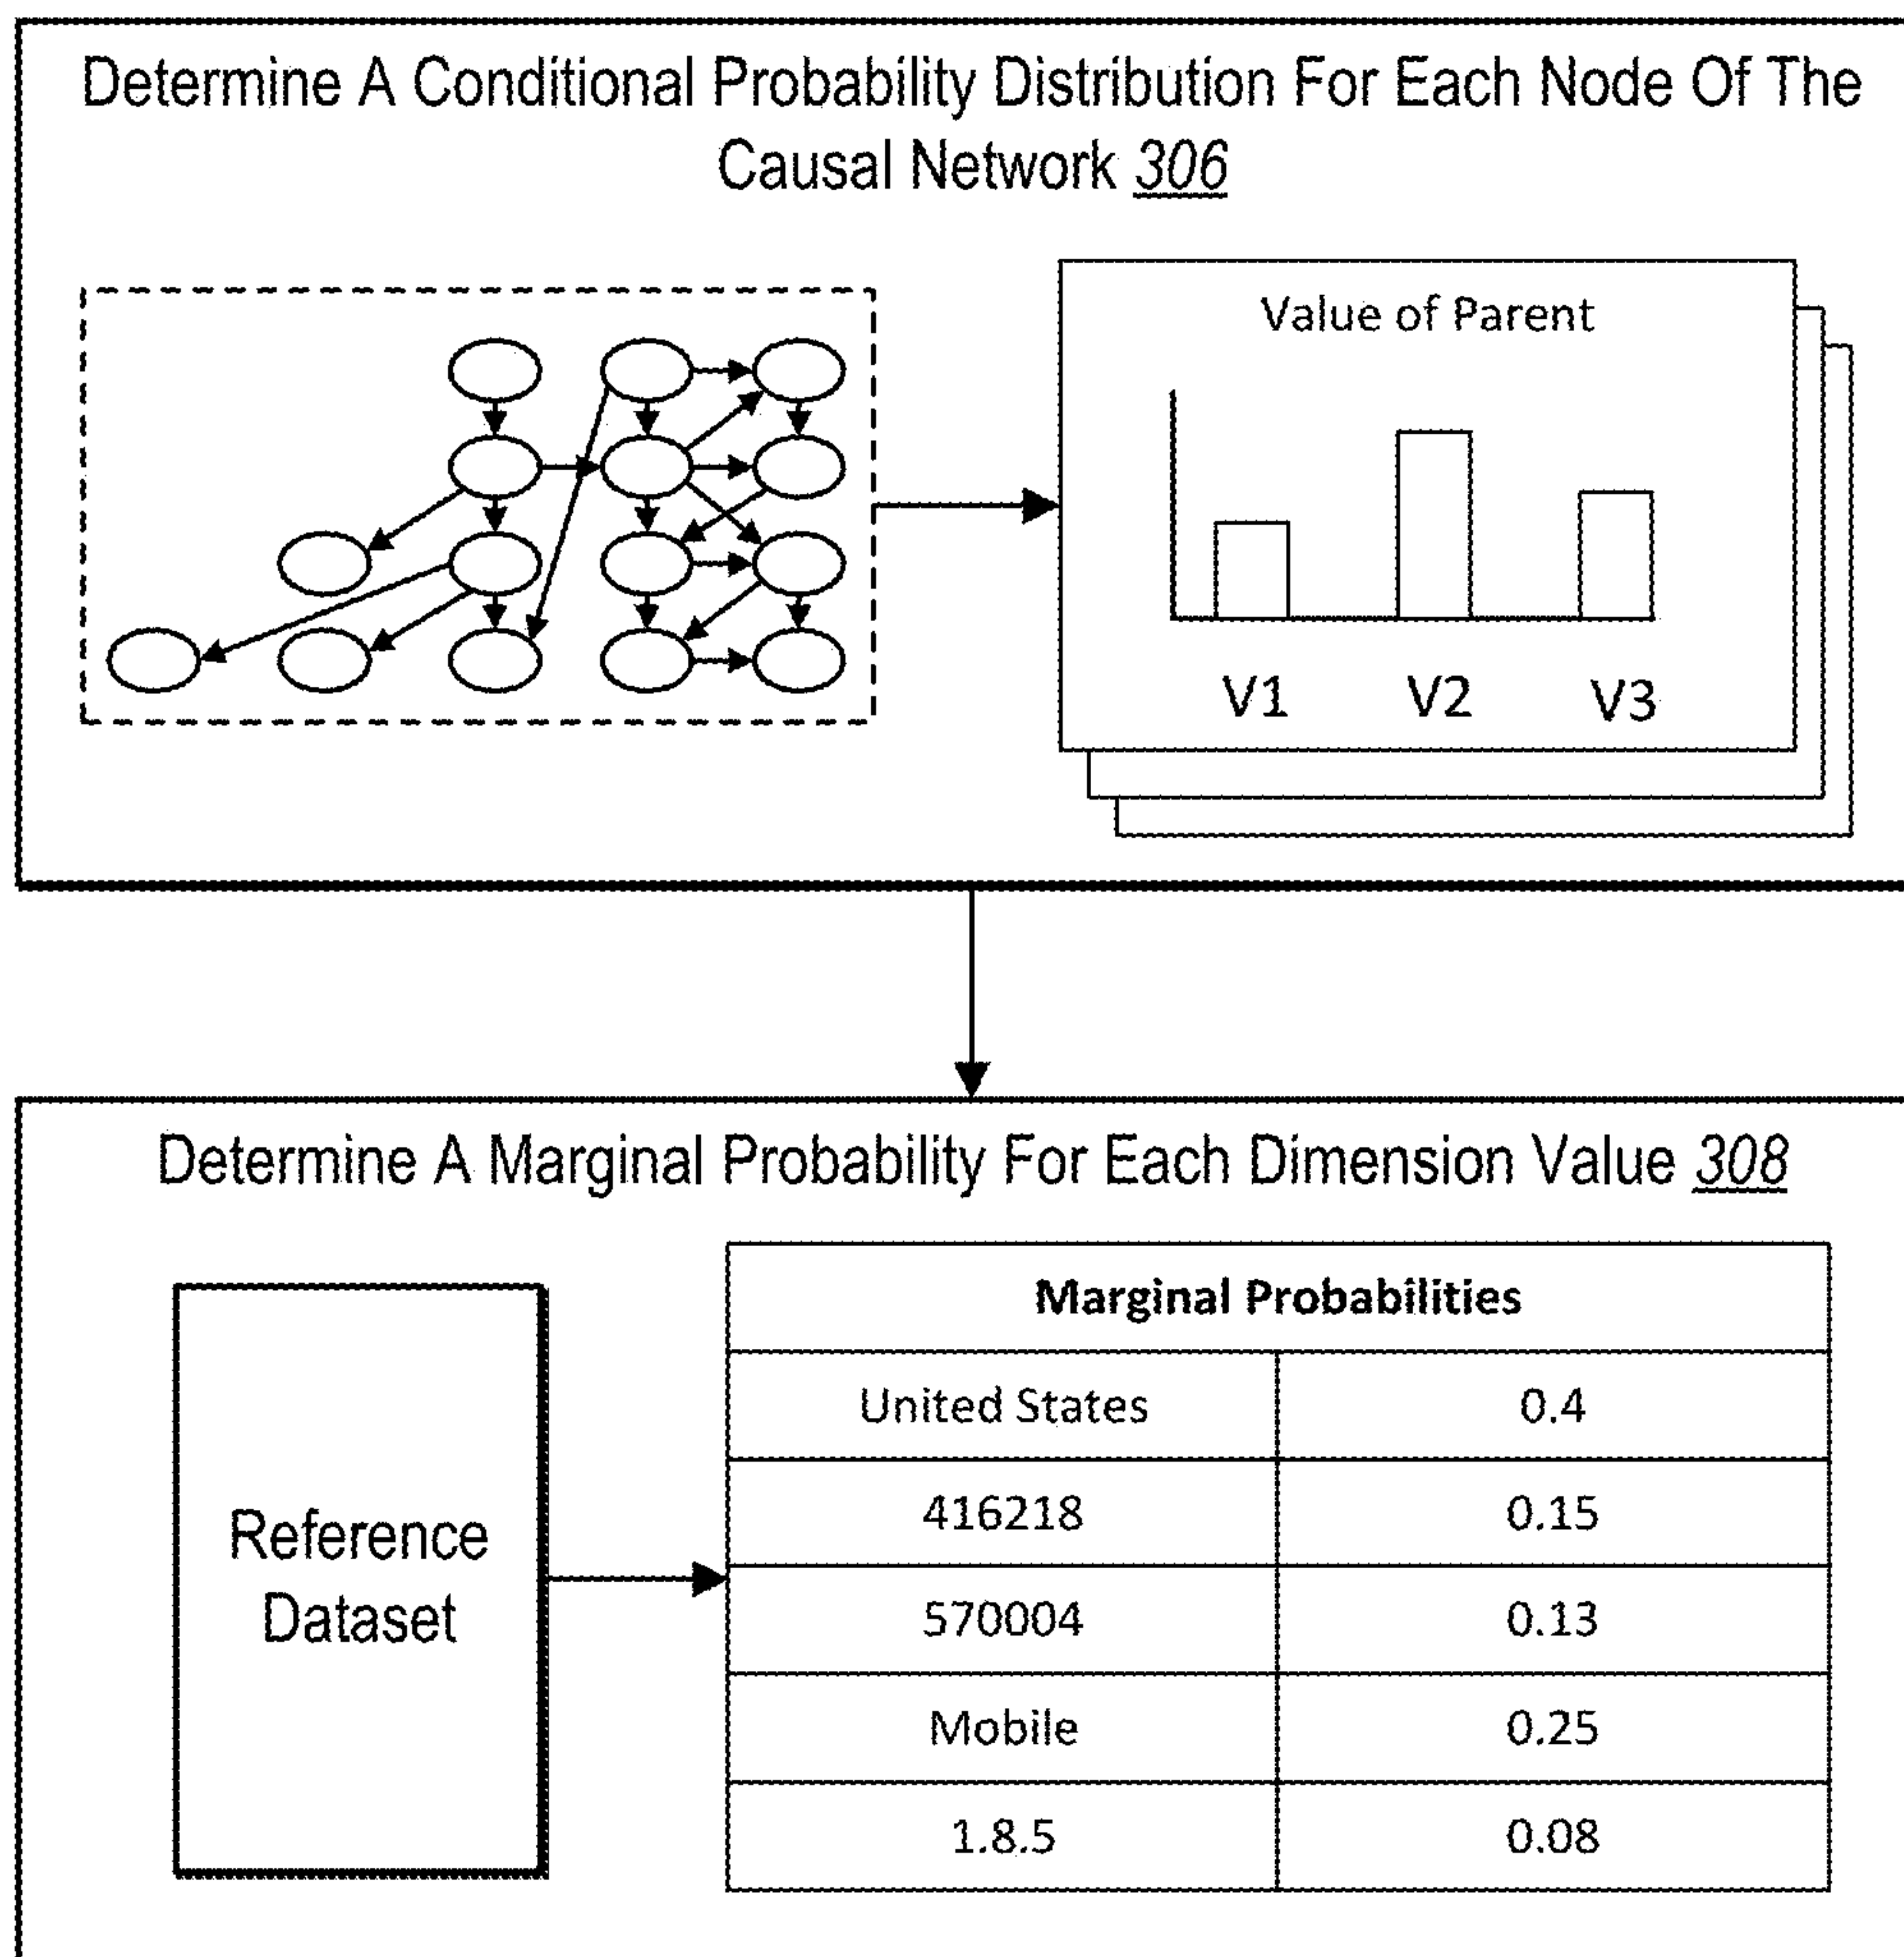 Determine A Conditional Probability Distribution For Each Node Of The
Causal Network 306
Value of Parent
V1 V2 V3
Determine A Marginal Probability For Each Dimension Value 308
Reference
Dataset
Marginal Probabilities
United States 0.4
416218 0.15
570004 0.13
Mobile 0.25
1.8.5 0.08